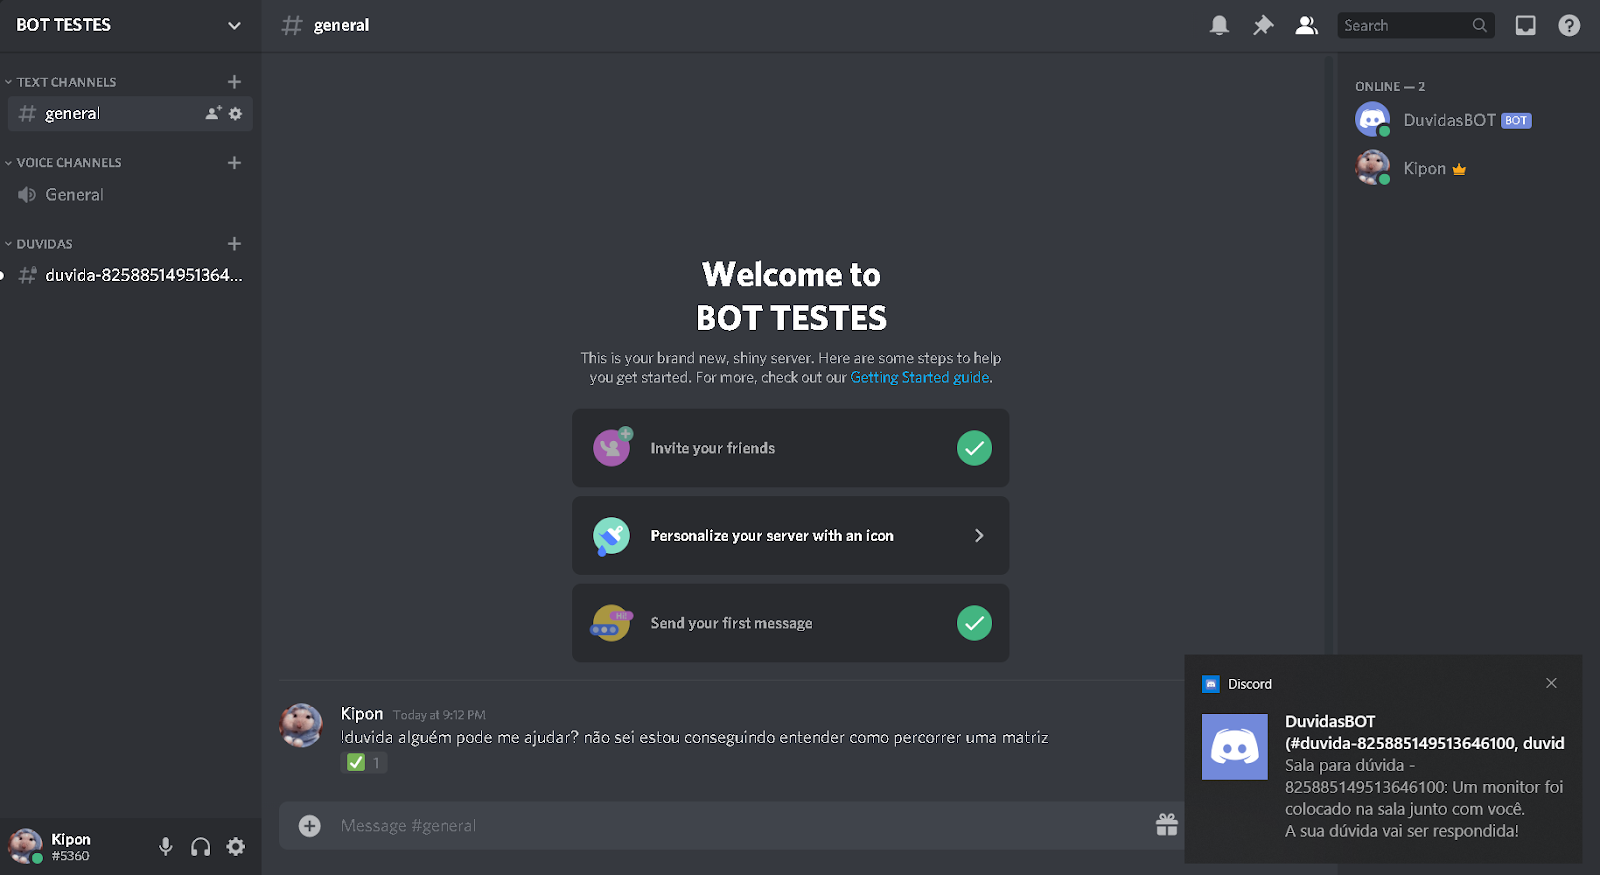 BOT TESTES
TEXT CHANNELS
general
VOICE CHANNELS
General
DUVIDAS
duvida-82588514951364...
Kipon
#5360
# general
Search
Welcome to
BOT TESTES
This is your brand new, shiny server. Here are some steps to help
you get started. For more, check out our Getting Started guide.
Invite your friends
Personalize your server with an icon
Hi!
Send your first message
Kipon Today at 9:12 PM
!duvida alguém pode me ajudar? não sei estou conseguindo entender como percorrer uma matriz
1
Message #general
ONLINE — 2
DuvidasBOT BOT
Kipon
Discord
DuvidasBOT
(#duvida-825885149513646100, duvid
Sala para dúvida -
825885149513646100: Um monitor foi
colocado na sala junto com você.
A sua dúvida vai ser respondida!